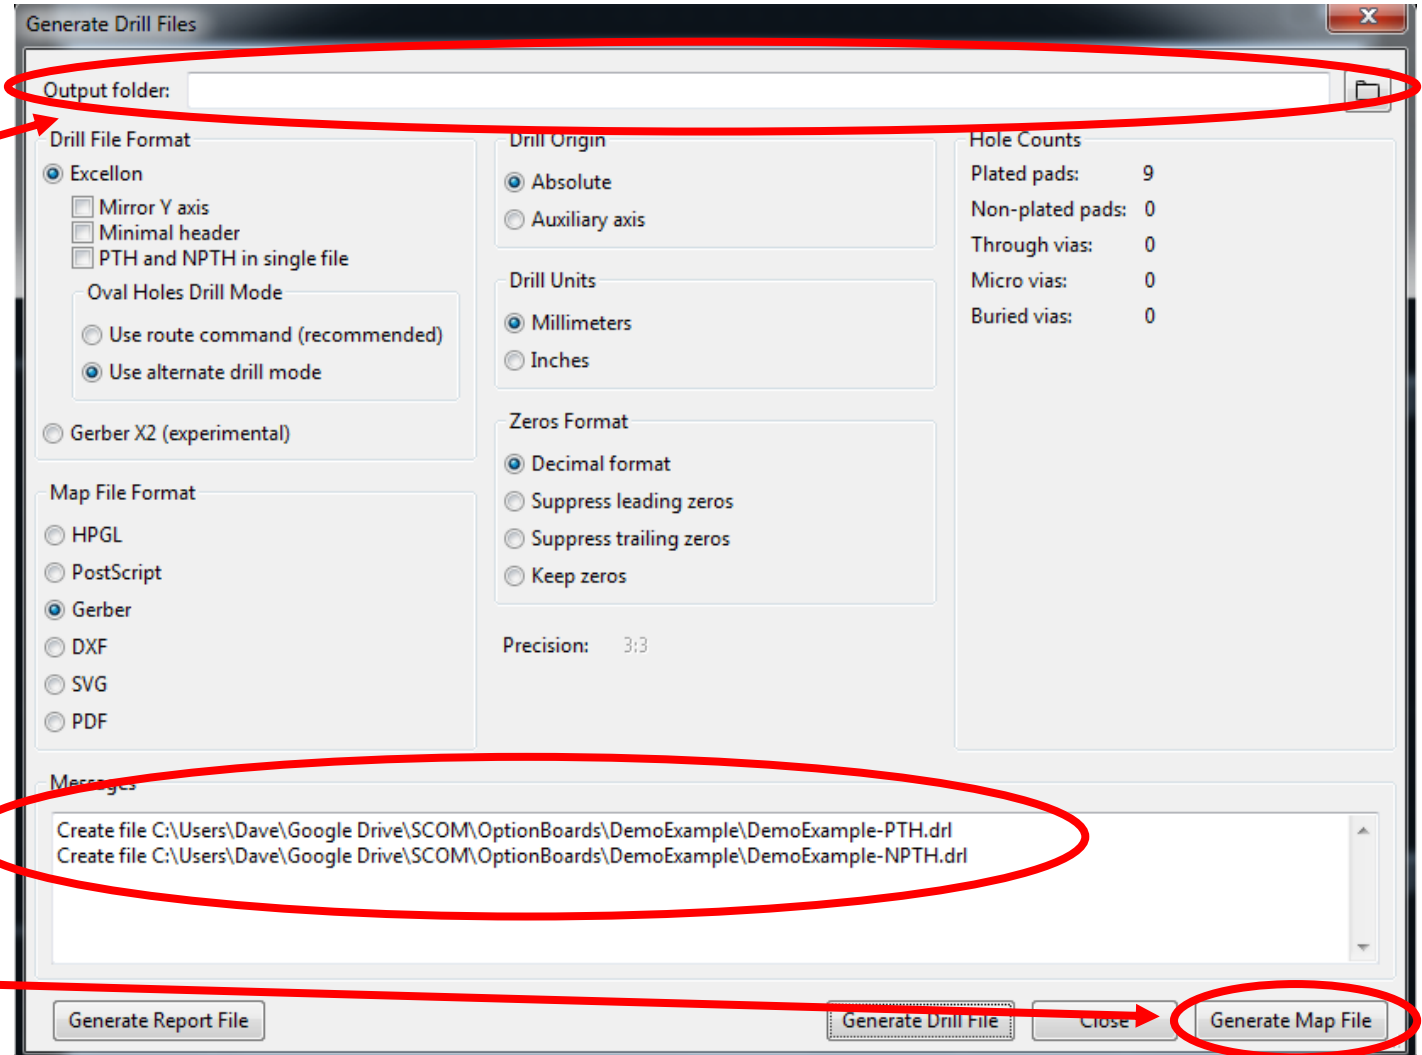 Generate Drill Files
Output folder:
Drill File Format
Excellon
Mirror Y axis
Minimal header
PTH and NPTH in single file
Oval Holes Drill Mode
Use route command (recommended)
Use alternate drill mode
Gerber X2 (experimental)
Map File Format
HPGL
PostScript
Gerber
DXF
SVG
PDF
Drill Origin
Absolute
Auxiliary axis
Drill Units
Millimeters
Inches
Zeros Format
Decimal format
Suppress leading zeros
Suppress trailing zeros
Keep zeros
Precision: 3:3
Hole Counts
Plated pads: 9
Non-plated pads: 0
Through vias: 0
Micro vias: 0
Buried vias: 0
Messages
Create file C:\Users\Dave\Google Drive\SCOM\OptionBoards\DemoExample\DemoExample-PTH.drl
Create file C:\Users\Dave\Google Drive\SCOM\OptionBoards\DemoExample\DemoExample-NPTH.drl
Generate Report File
Generate Drill File
Close
Generate Map File